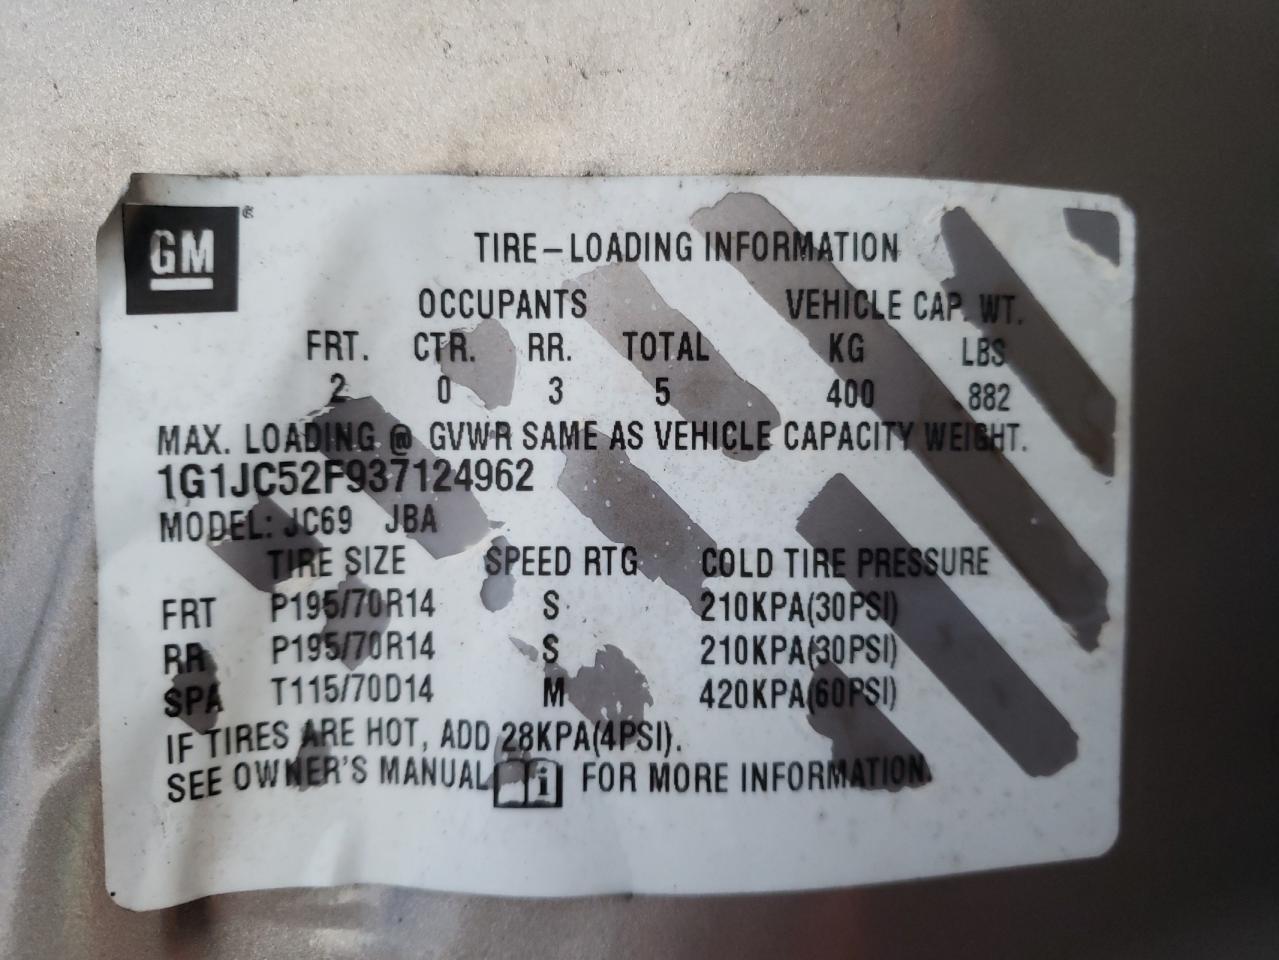 GM ®
TIRE-LOADING INFORMATION
OCCUPANTS VEHICLE CAP. WT.
FRT. CTR. RR. TOTAL KG LBS
2 0 3 5 400 882
MAX. LOADING @ GVWR SAME AS VEHICLE CAPACITY WEIGHT.
1G1JC52F937124962
MODEL: JC69 JBA
TIRE SIZE SPEED RTG COLD TIRE PRESSURE
FRT P195/70R14 S 210KPA(30PSI)
RR P195/70R14 S 210KPA(30PSI)
SPA T115/70D14 M 420KPA(60PSI)
IF TIRES ARE HOT, ADD 28KPA(4PSI).
SEE OWNER'S MANUAL i FOR MORE INFORMATION.